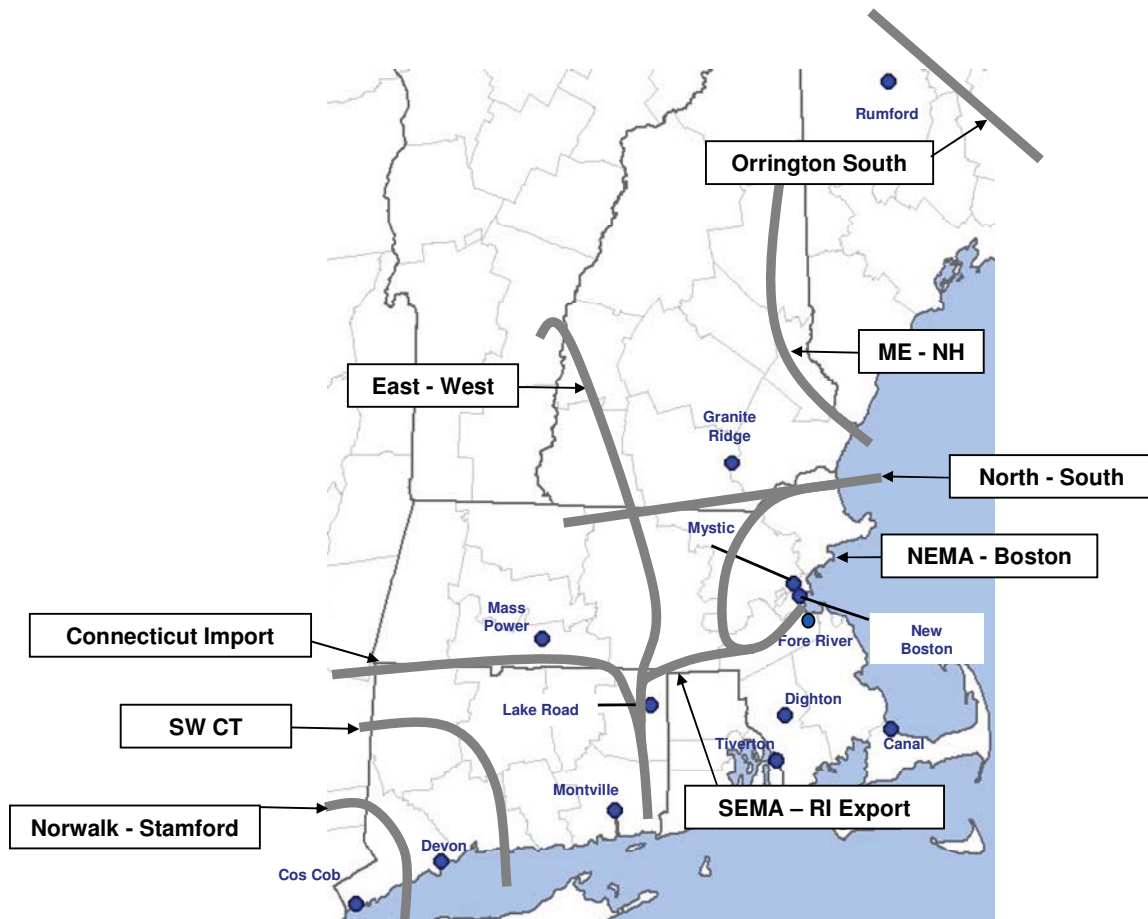 Rumford
Orrington South
ME - NH
East - West
Granite
Ridge
North - South
Mystic
NEMA - Boston
Mass
Power
Connecticut Import
Fore River
New
Boston
Lake Road
Dighton
SW CT
Tiverton
Canal
Montville
SEMA – RI Export
Norwalk - Stamford
Devon
Cos Cob